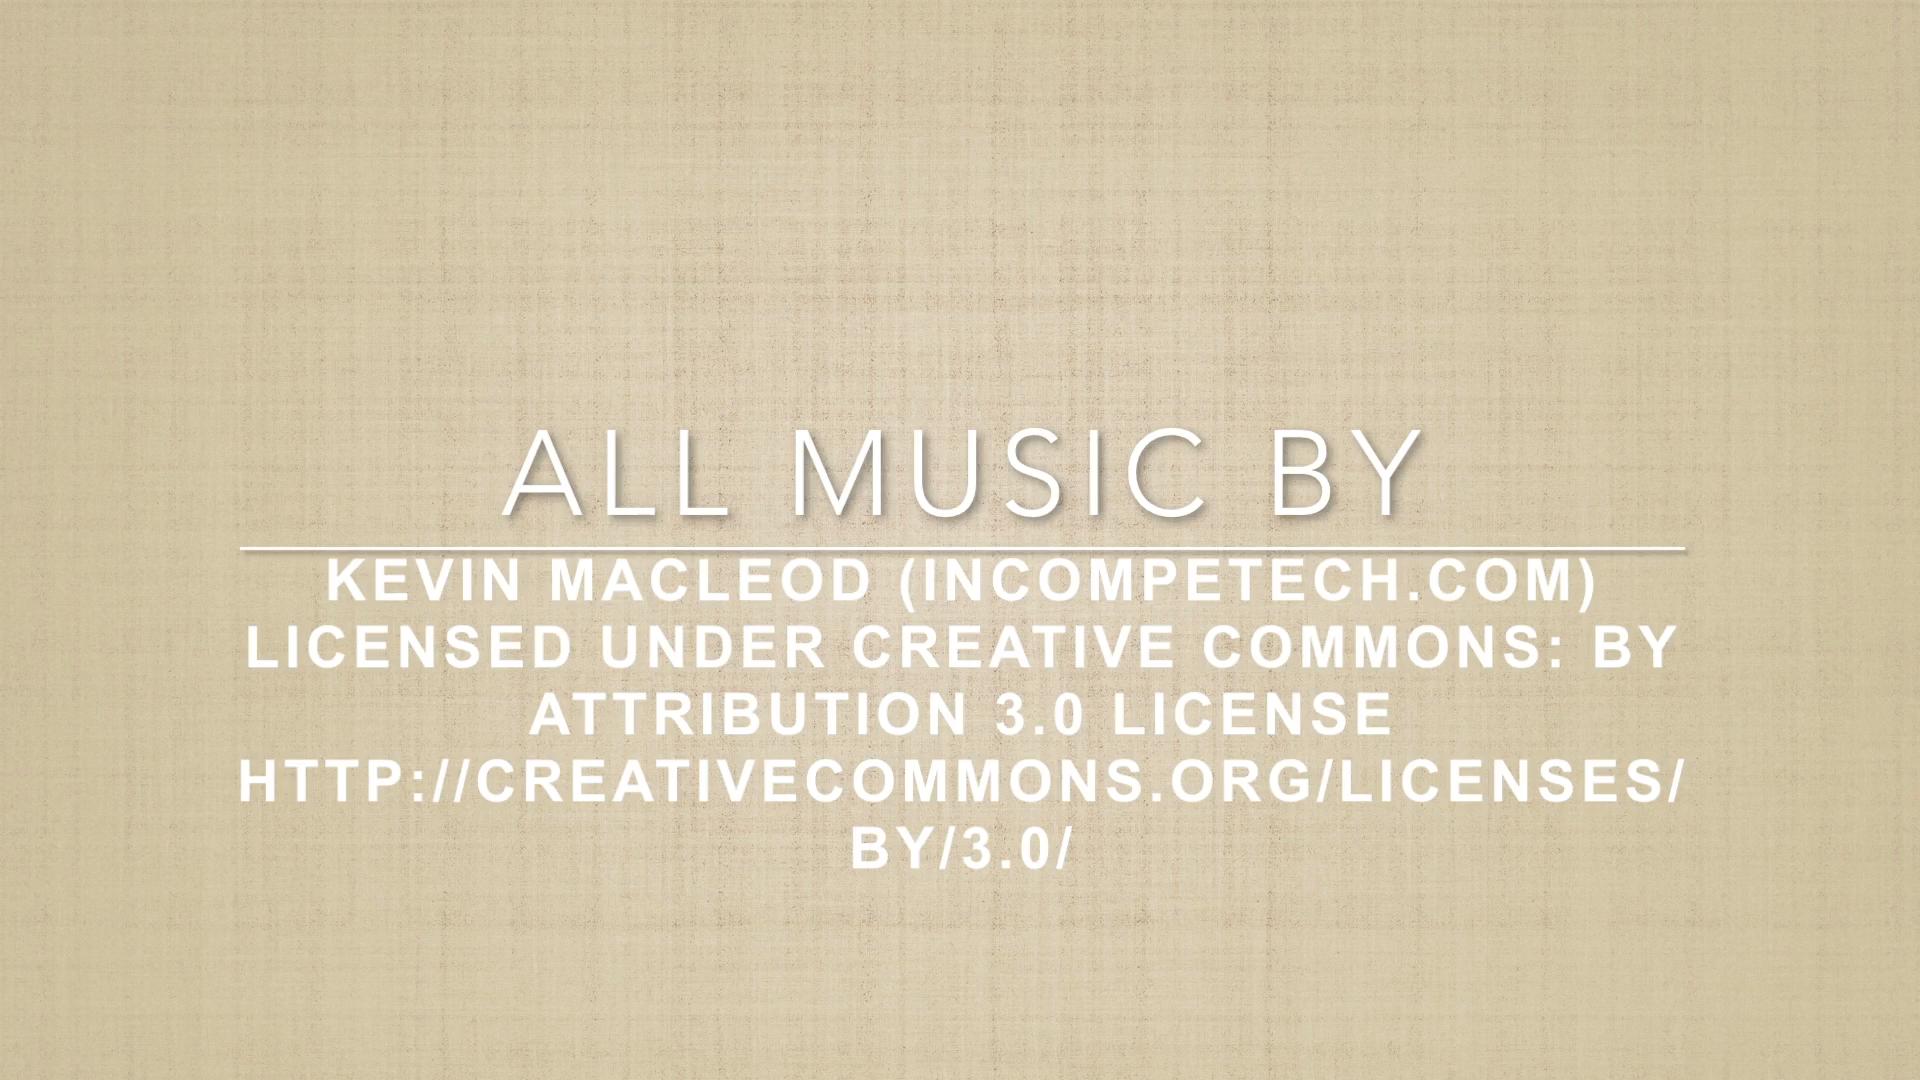 ALL MUSIC BY
KEVIN MACLEOD (INCOMPETECH.COM)
LICENSED UNDER CREATIVE COMMONS: BY
ATTRIBUTION 3.0 LICENSE
HTTP://CREATIVECOMMONS.ORG/LICENSES/
BY/3.0/